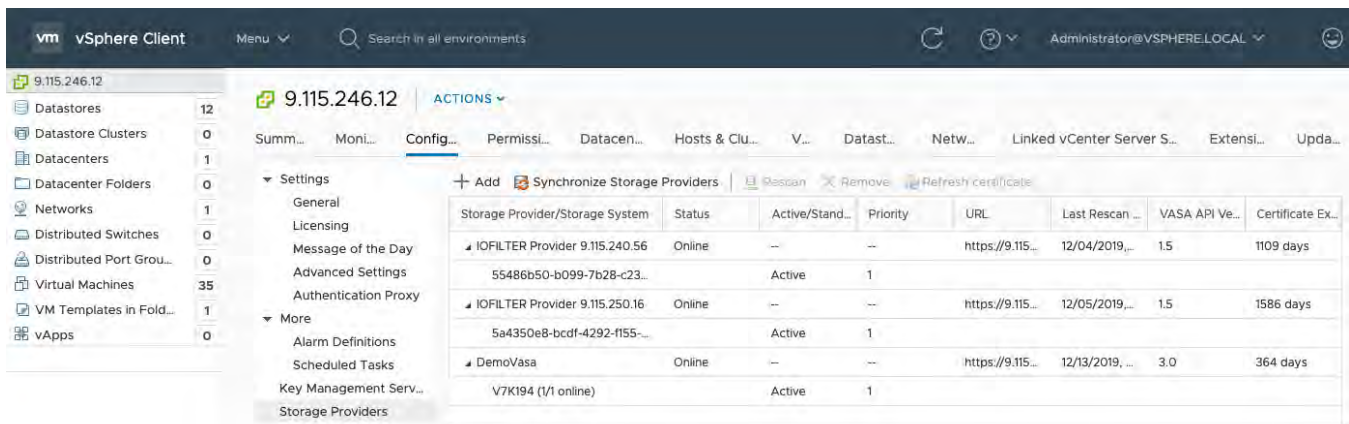 vm vSphere Client Menu Search in all environments Administrator@VSPHERE.LOCAL
9.115.246.12
Datastores 12
Datastore Clusters 0
Datacenters 1
Datacenter Folders 0
Networks 1
Distributed Switches 0
Distributed Port Grou... 0
Virtual Machines 35
VM Templates in Fold... 1
vApps 0
9.115.246.12 ACTIONS
Summ... Moni... Config... Permissi... Datacen... Hosts & Clu... V... Datast... Netw... Linked vCenter Server S... Extensi... Upda...
Settings
General
Licensing
Message of the Day
Advanced Settings
Authentication Proxy
More
Alarm Definitions
Scheduled Tasks
Key Management Serv...
Storage Providers
+ Add Synchronize Storage Providers Rescan Remove Refresh certificate
Storage Provider/Storage System Status Active/Stand... Priority URL Last Rescan ... VASA API Ve... Certificate Ex...
IOFILTER Provider 9.115.240.56 Online -- -- https://9.115... 12/04/2019,... 1.5 1109 days
55486b50-b099-7b28-c23... Active 1
IOFILTER Provider 9.115.250.16 Online -- -- https://9.115... 12/05/2019,... 1.5 1586 days
5a4350e8-bcdf-4292-f155-... Active 1
DemoVasa Online -- -- https://9.115... 12/13/2019, ... 3.0 364 days
V7K194 (1/1 online) Active 1